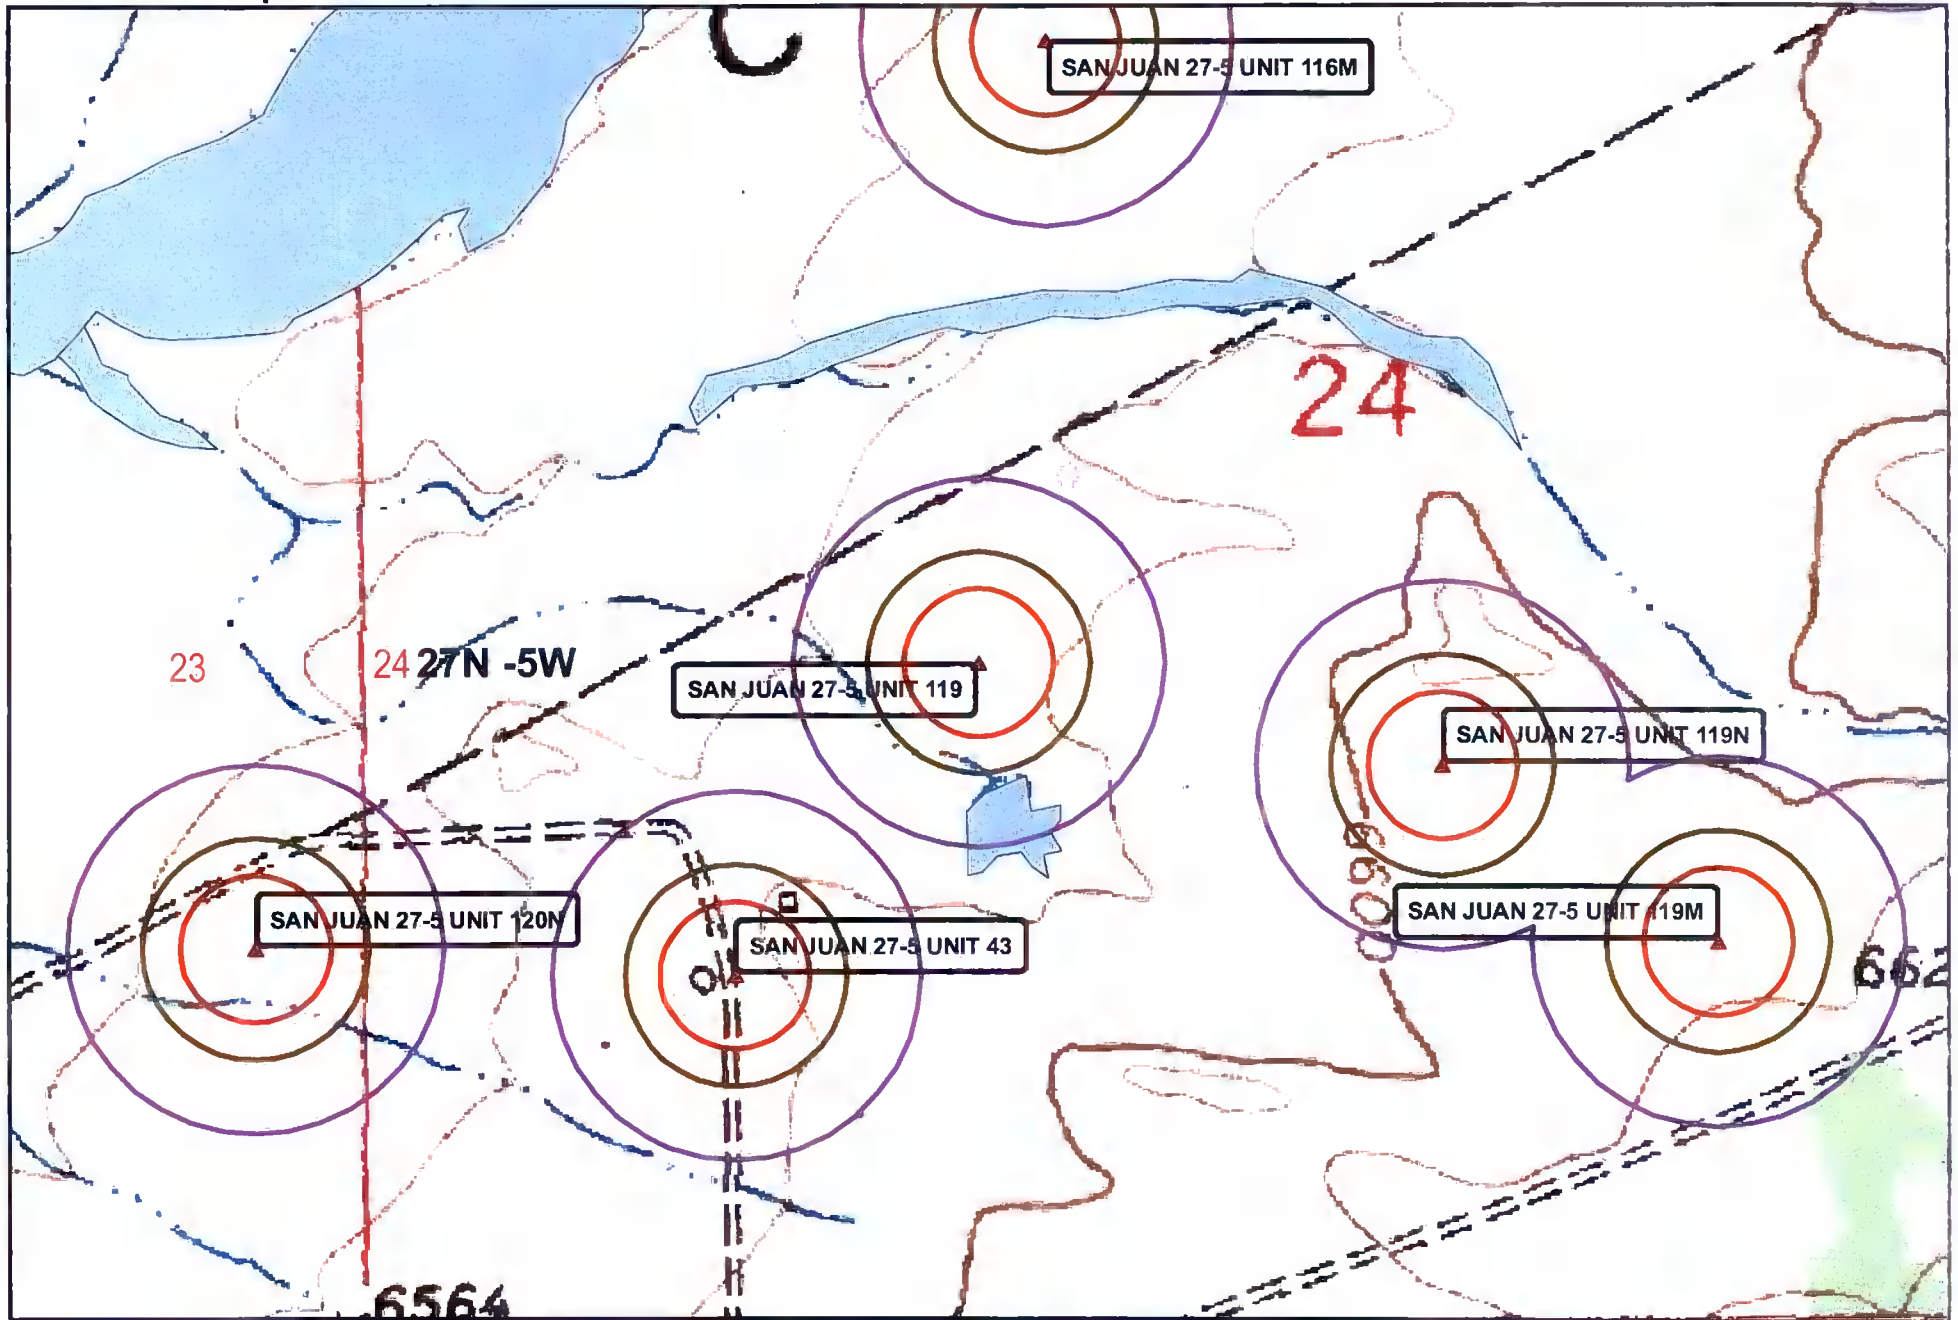 SAN JUAN 27-5 UNIT 116M
24
23
24 27N -5W
SAN JUAN 27-5 UNIT 119
SAN JUAN 27-5 UNIT 119N
SAN JUAN 27-5 UNIT 120N
SAN JUAN 27-5 UNIT 43
SAN JUAN 27-5 UNIT 119M
6600
662
6564